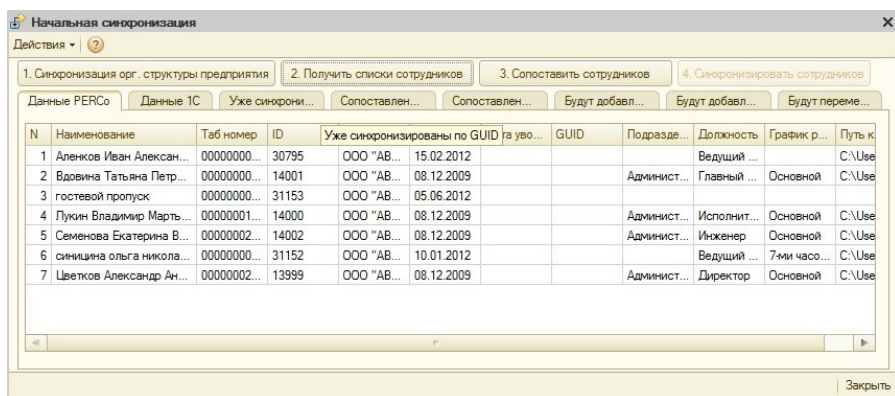 Начальная синхронизация
Действия
1. Синхронизация орг. структуры предприятия 2. Получить списки сотрудников 3. Сопоставить сотрудников 4. Синхронизировать сотрудников
Данные PERCo Данные 1С Уже синхрони... Сопоставлен... Сопоставлен... Будут добавл... Будут добавл... Будут переме...
N Наименование Таб номер ID Уже синхронизированы по GUID та уво... GUID Подразде... Должность График р... Путь к
1 Аленков Иван Алексан... 00000000... 30795 ООО "АВ... 15.02.2012 Ведущий ... C:\Use
2 Вдовина Татьяна Петр... 00000000... 14001 ООО "АВ... 08.12.2009 Админист... Главный ... Основной C:\Use
3 гостевой пропуск 00000000... 31153 ООО "АВ... 05.06.2012 C:\Use
4 Лукин Владимир Марть... 00000001... 14000 ООО "АВ... 08.12.2009 Админист... Исполнит... Основной C:\Use
5 Семенова Екатерина В... 00000002... 14002 ООО "АВ... 08.12.2009 Админист... Инженер Основной C:\Use
6 синицина ольга никола... 00000000... 31152 ООО "АВ... 10.01.2012 Ведущий ... 7-ми часо... C:\Use
7 Цветков Александр Ан... 00000002... 13999 ООО "АВ... 08.12.2009 Админист... Директор Основной C:\Use
Закрыть